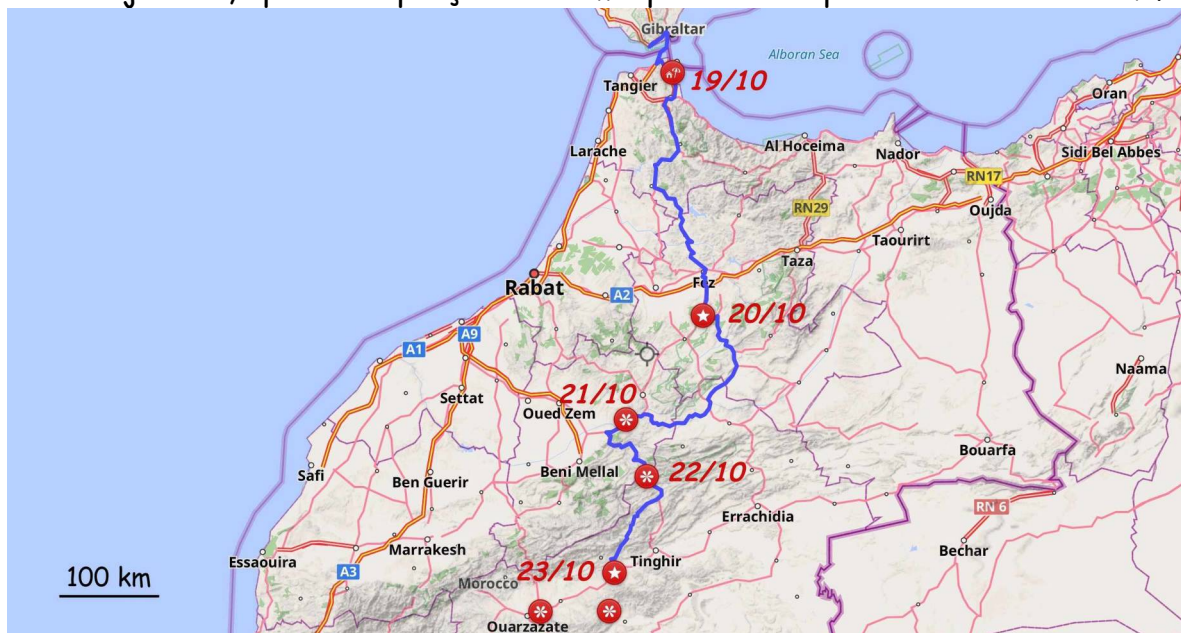 Gibraltar
Alboran Sea
19/10
Tangier
Oran
Larache
Al Hoceima
Nador
Sidi Bel Abbes
RN17
RN29
Oujda
Taourirt
Taza
Fez
Rabat
A2
20/10
A9
A1
Naama
21/10
Settat
Oued Zem
Bouarfa
Beni Mellal
22/10
Safi
Ben Guerir
RN 6
Errachidia
Bechar
Marrakesh
Essaouira
Tinghir
100 km
A3
Morocco
23/10
Ouarzazate